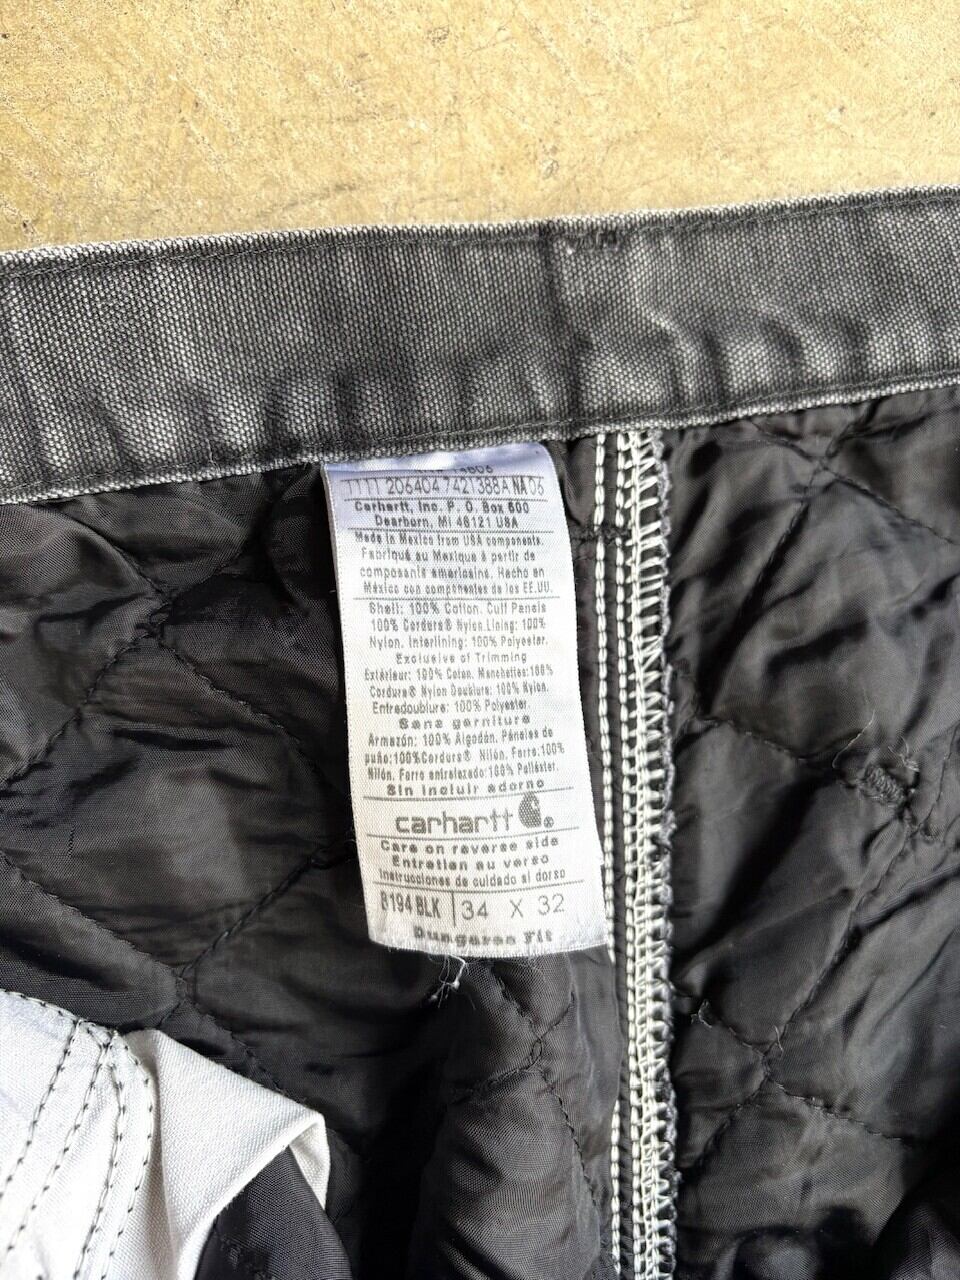 11111 206404 7421388A NA 06
Carhartt, Inc. P. O. Box 600
Dearborn, MI 48121 USA
Made in Mexico from USA components.
Fabriqué au Mexique à partir de
composants américains. Hecho en
México con componentes de los EE.UU.
Shell: 100% Cotton. Cuff Panels
100% Cordura® Nylon.Lining: 100%
Nylon. Interlining: 100% Polyester.
Exclusive of Trimming
Extérieur: 100% Coton. Manchettes:100%
Cordura® Nylon Doublure: 100% Nylon.
Entredoublure: 100% Polyester.
Sans garniture
Armazón: 100% Algodón. Páneles de
puño:100%Cordura® Nilón. Forro:100%
Nilón. Forro entrelazado:100% Poliéster.
Sin incluir adorno
carhartt ®
Care on reverse side
Entretien au verso
Instrucciones de cuidado al dorso
B194 BLK 34 X 32
Dungaree Fit